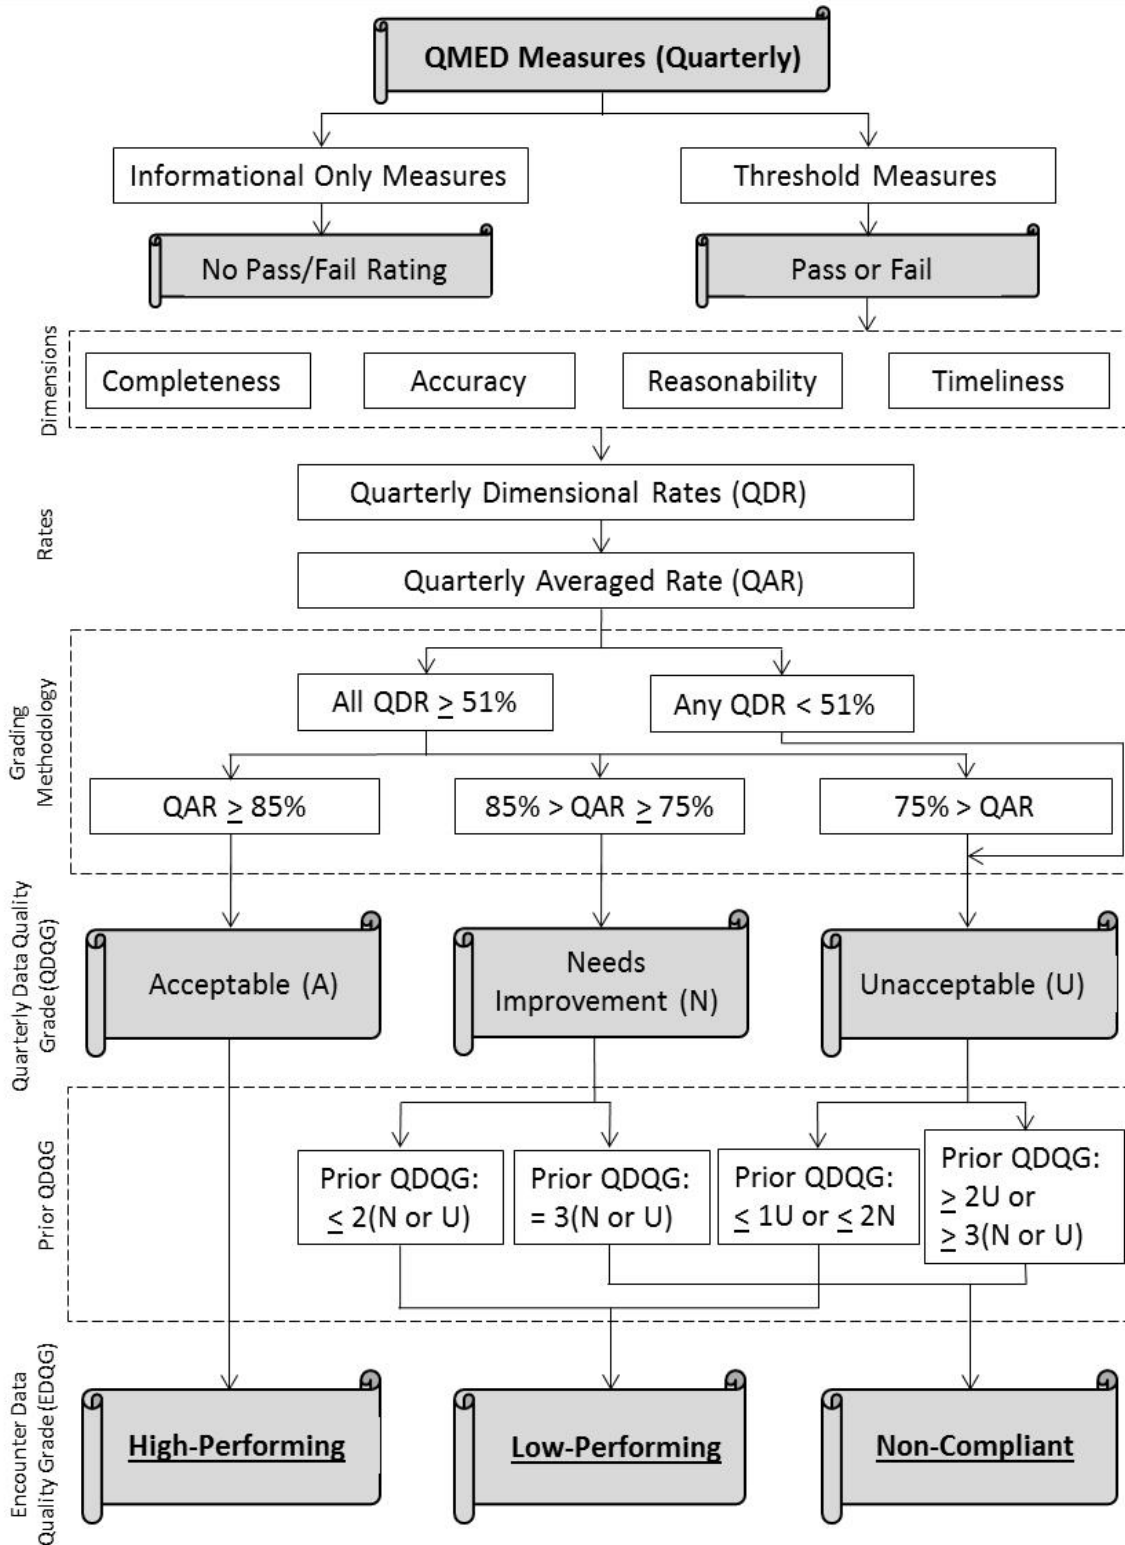 QMED Measures (Quarterly)
Informational Only Measures
Threshold Measures
No Pass/Fail Rating
Pass or Fail
Dimensions
Completeness
Accuracy
Reasonability
Timeliness
Rates
Quarterly Dimensional Rates (QDR)
Quarterly Averaged Rate (QAR)
Grading
Methodology
All QDR ≥ 51%
Any QDR < 51%
QAR ≥ 85%
85% > QAR ≥ 75%
75% > QAR
Quarterly Data Quality
Grade (QDQG)
Acceptable (A)
Needs
Improvement (N)
Unacceptable (U)
Prior QDQG
Prior QDQG:
≤ 2(N or U)
Prior QDQG:
= 3(N or U)
Prior QDQG:
≤ 1U or ≤ 2N
Prior QDQG:
≥ 2U or
≥ 3(N or U)
Encounter Data
Quality Grade (EDQG)
High-Performing
Low-Performing
Non-Compliant